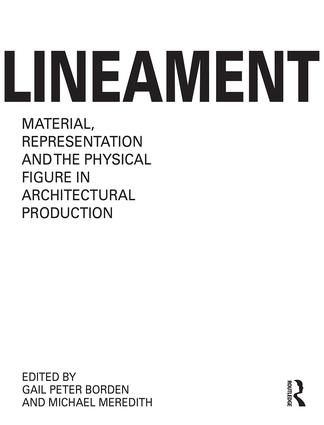 LINEAMENT
MATERIAL,
REPRESENTATION
AND THE PHYSICAL
FIGURE IN
ARCHITECTURAL
PRODUCTION
EDITED BY
GAIL PETER BORDEN
AND MICHAEL MEREDITH
ROUTLEDGE